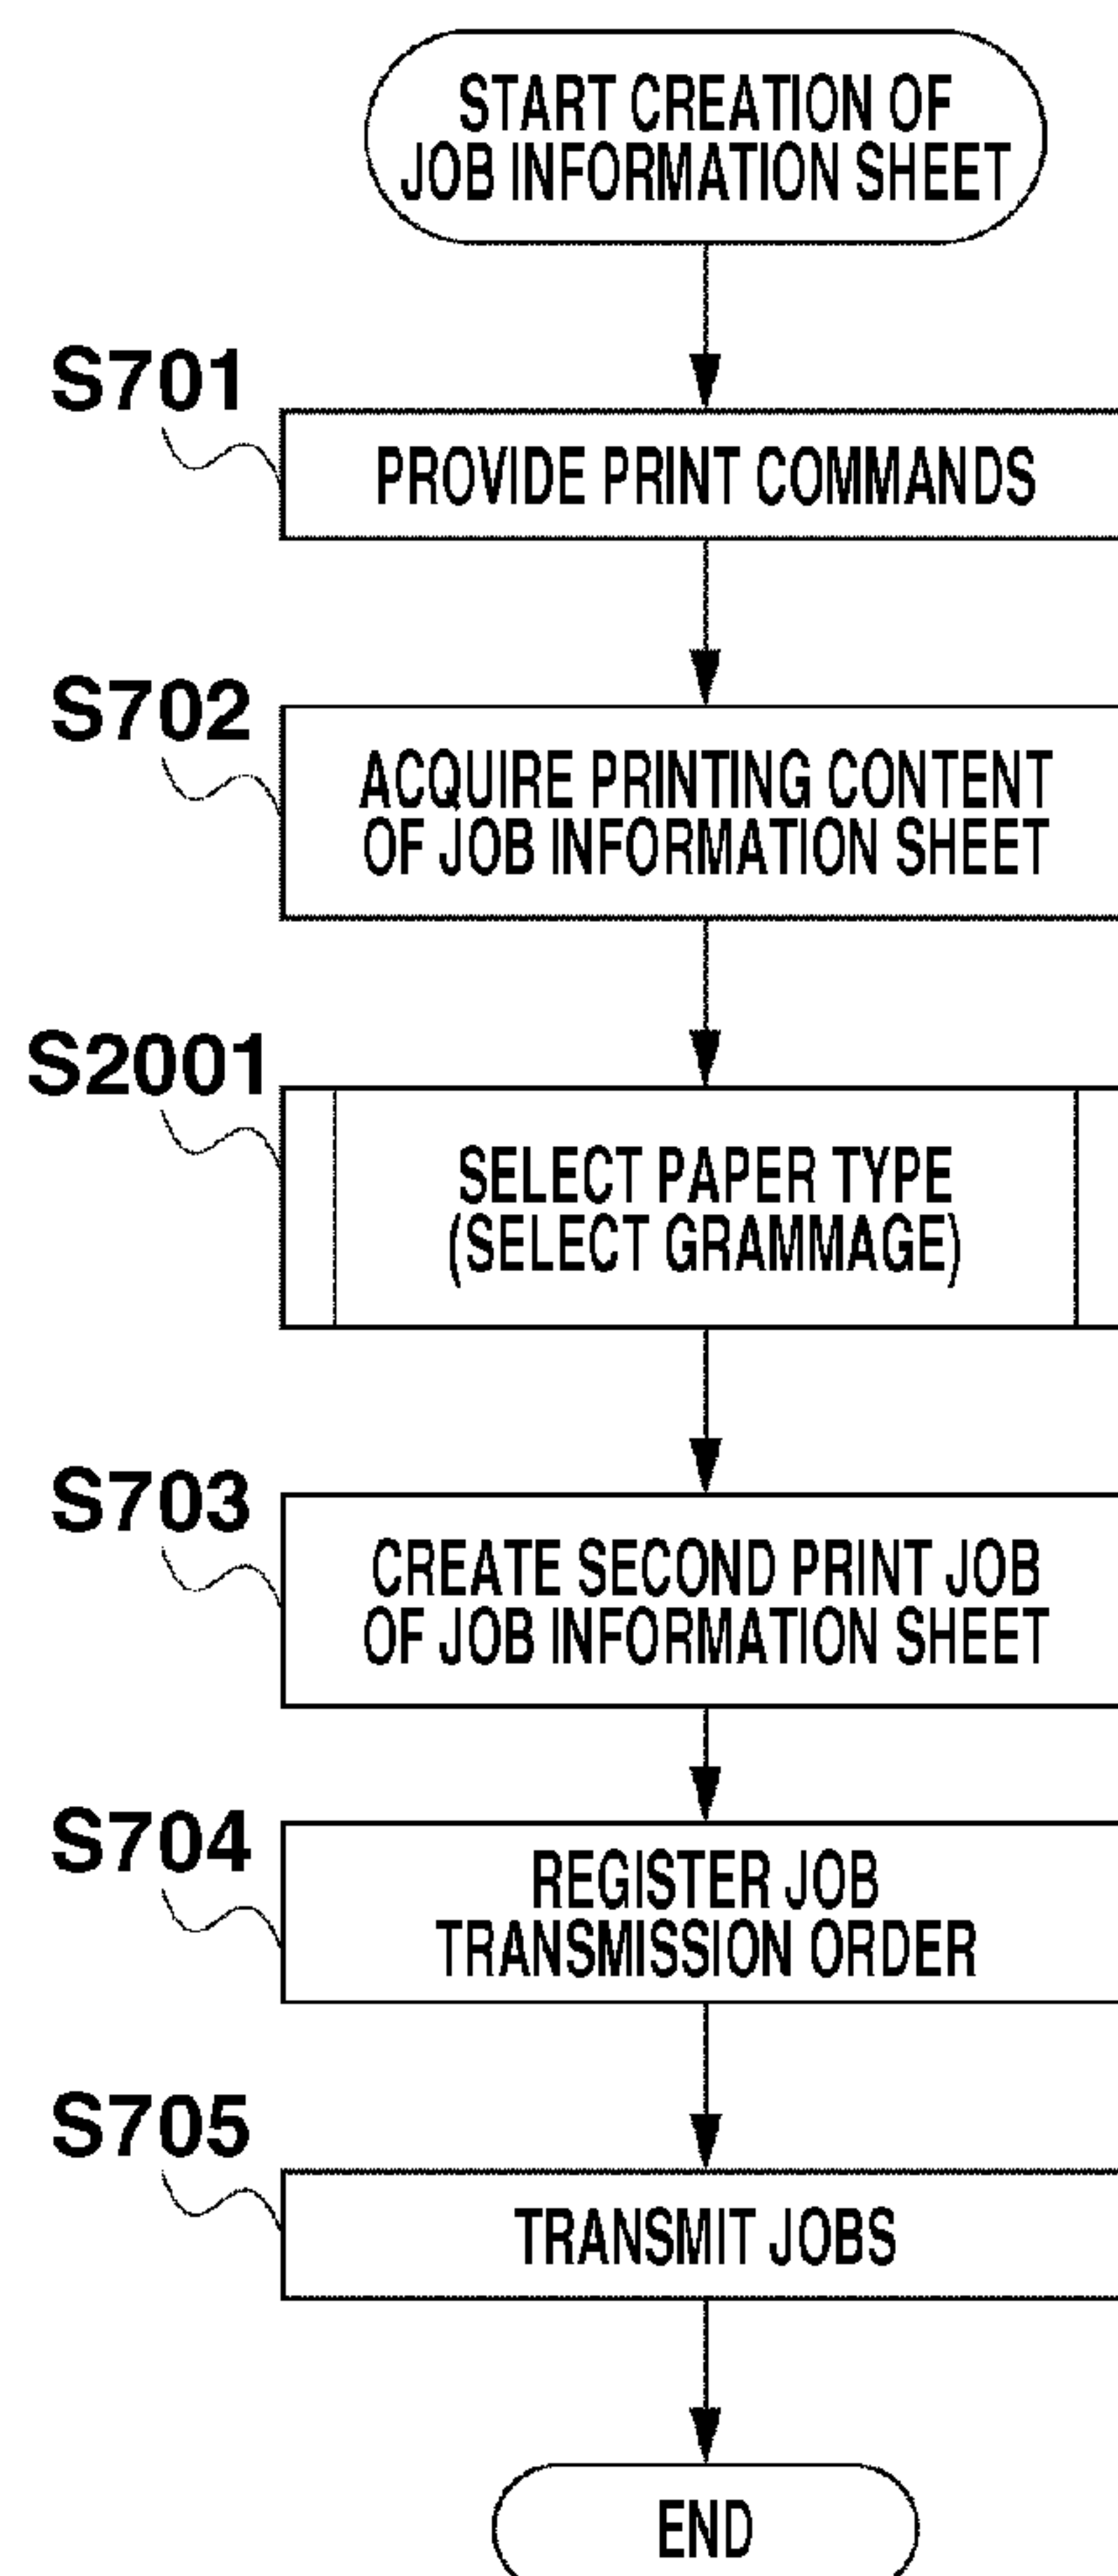 START CREATION OF
JOB INFORMATION SHEET
S701
PROVIDE PRINT COMMANDS
S702
ACQUIRE PRINTING CONTENT
OF JOB INFORMATION SHEET
S2001
SELECT PAPER TYPE
(SELECT GRAMMAGE)
S703
CREATE SECOND PRINT JOB
OF JOB INFORMATION SHEET
S704
REGISTER JOB
TRANSMISSION ORDER
S705
TRANSMIT JOBS
END